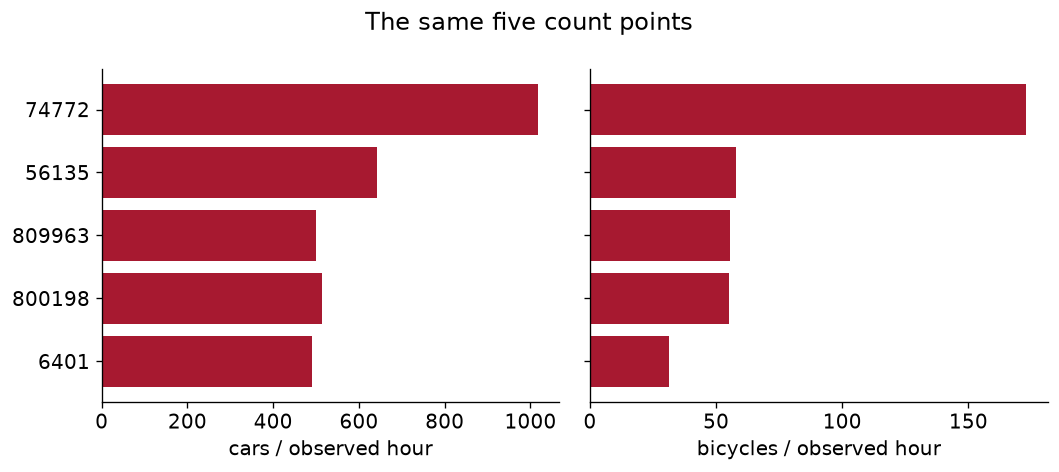 The same five count points
74772
56135
809963
800198
6401
0 200 400 600 800 1000
cars / observed hour
0 50 100 150
bicycles / observed hour